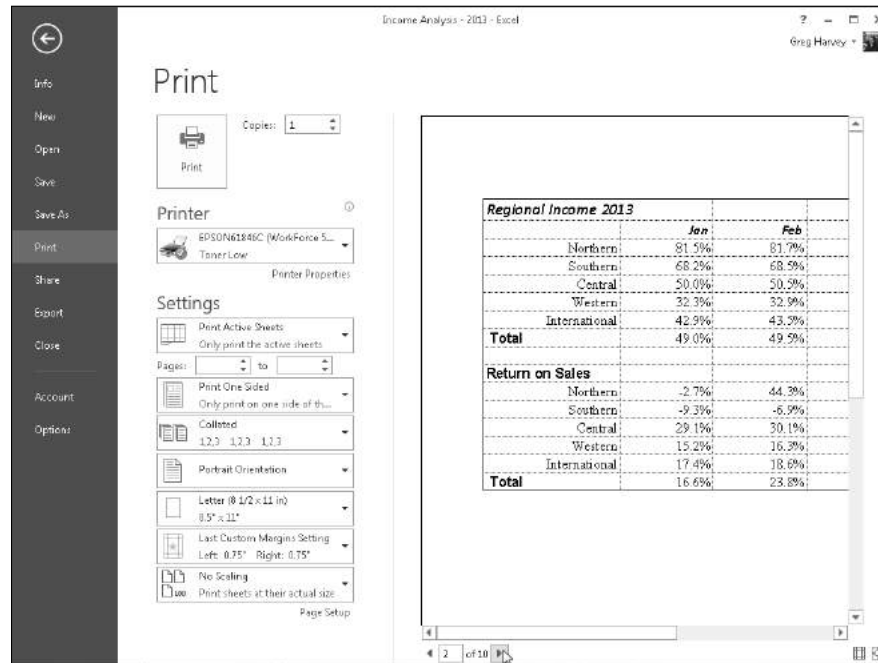 Income Analysis - 2013 - Excel
?
Greg Harvey
Info
New
Open
Save
Save As
Print
Share
Export
Close
Account
Options
Print
Copies: 1
Print
Printer
EPSON61846C (WorkForce 5...
Toner Low
Printer Properties
Settings
Print Active Sheets
Only print the active sheets
Pages: to
Print One Sided
Only print on one side of th...
Collated
1,2,3 1,2,3 1,2,3
Portrait Orientation
Letter (8 1/2 x 11 in)
8.5" x 11"
Last Custom Margins Setting
Left: 0.75" Right: 0.75"
No Scaling
100 Print sheets at their actual size
Page Setup
Regional Income 2013
Jan Feb
Northern 81.5% 81.7%
Southern 68.2% 68.5%
Central 50.0% 50.5%
Western 32.3% 32.9%
International 42.9% 43.5%
Total 49.0% 49.5%
Return on Sales
Northern -2.7% 44.3%
Southern -9.3% -6.9%
Central 29.1% 30.1%
Western 15.2% 16.3%
International 17.4% 18.6%
Total 16.6% 23.8%
2 of 10